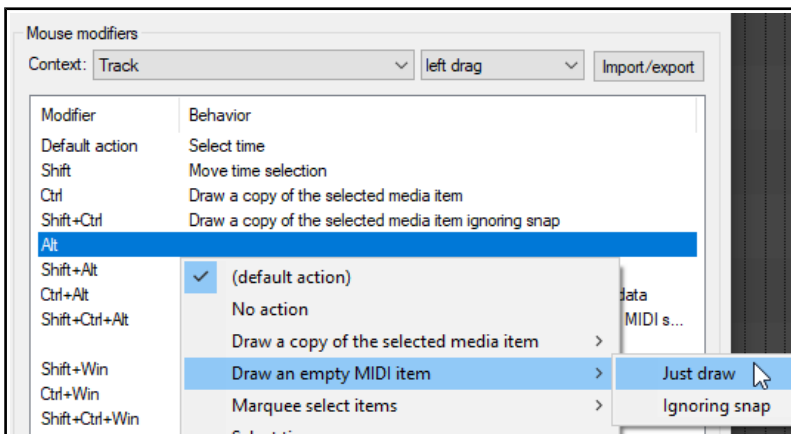 Mouse modifiers
Context: Track left drag Import/export
Modifier Behavior
Default action Select time
Shift Move time selection
Ctrl Draw a copy of the selected media item
Shift+Ctrl Draw a copy of the selected media item ignoring snap
Alt
Shift+Alt (default action)
Ctrl+Alt data
No action
Shift+Ctrl+Alt MIDI s...
Draw a copy of the selected media item
Shift+Win Draw an empty MIDI item Just draw
Ctrl+Win
Marquee select items Ignoring snap
Shift+Ctrl+Win